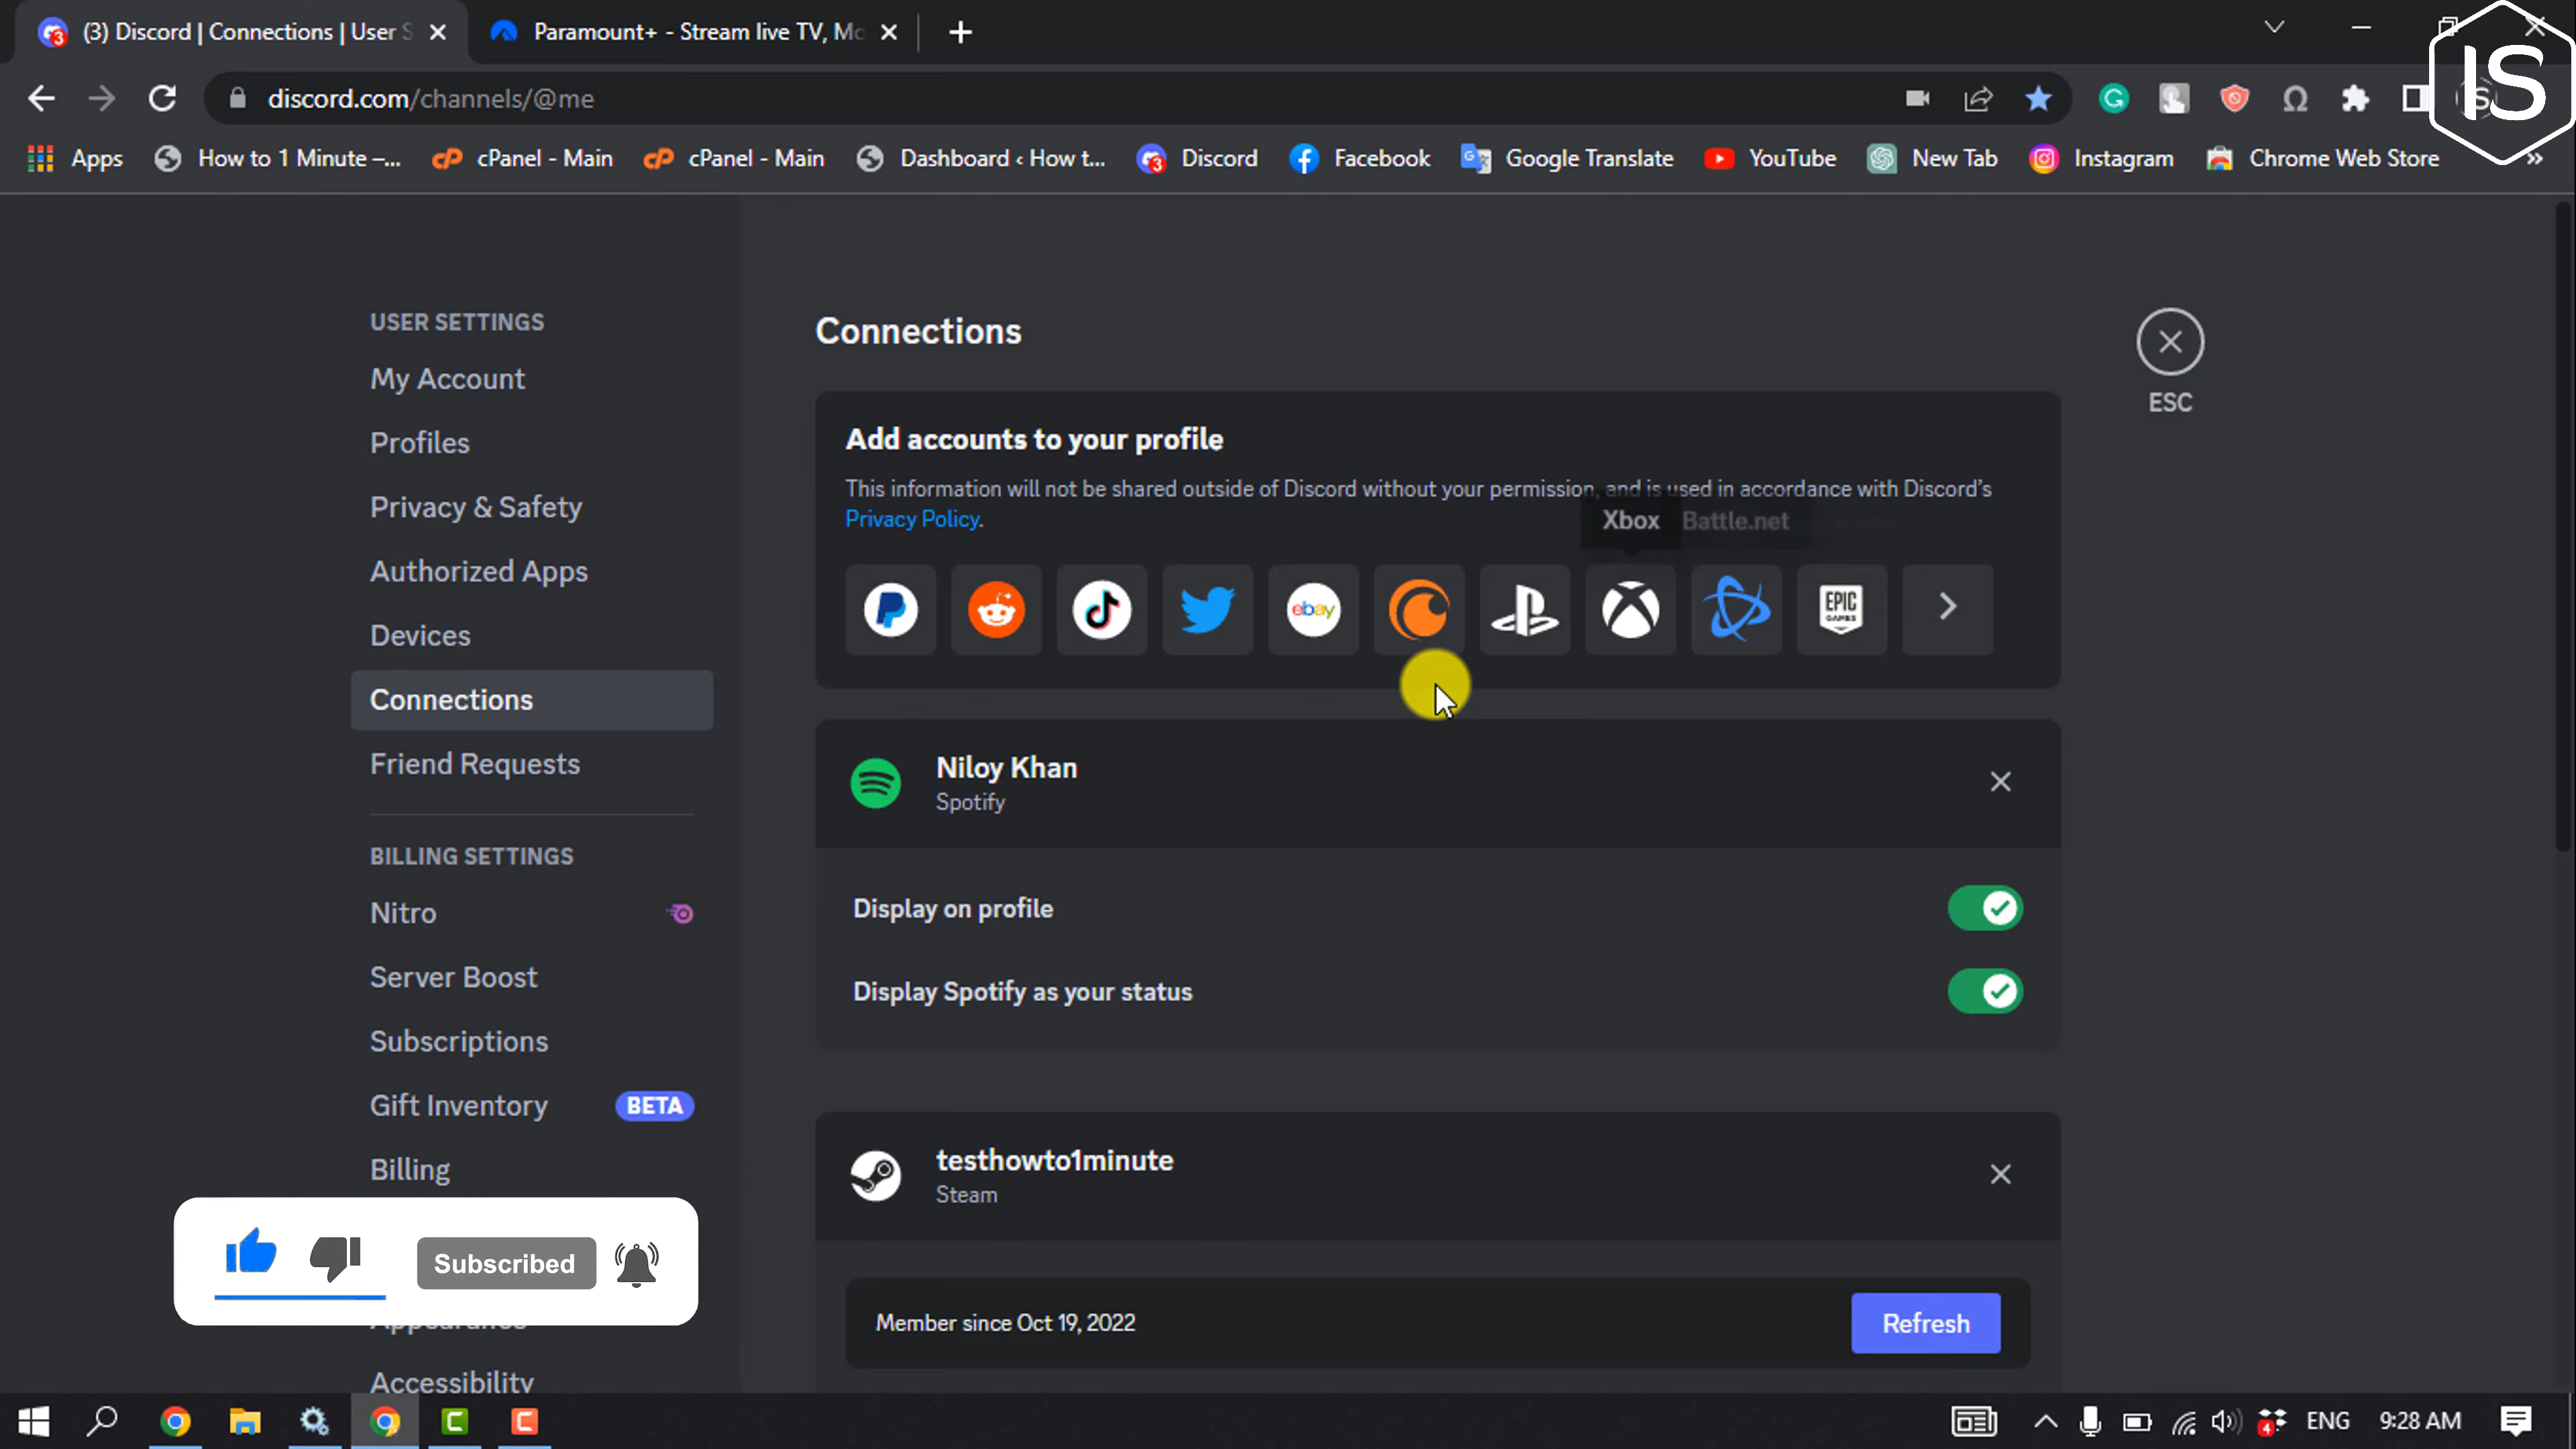 (3) Discord | Connections | User S
Paramount+ - Stream live TV, Mo
discord.com/channels/@me
IS
Apps
How to 1 Minute –...
cPanel - Main
cPanel - Main
Dashboard ‹ How t...
Discord
Facebook
Google Translate
YouTube
New Tab
Instagram
Chrome Web Store
USER SETTINGS
My Account
Profiles
Privacy & Safety
Authorized Apps
Devices
Connections
Friend Requests
BILLING SETTINGS
Nitro
Server Boost
Subscriptions
Gift Inventory BETA
Billing
Accessibility
Connections
ESC
Add accounts to your profile
This information will not be shared outside of Discord without your permission, and is used in accordance with Discord's
Privacy Policy.
Xbox Battle.net
ebay
EPIC
GAMES
Niloy Khan
Spotify
Display on profile
Display Spotify as your status
testhowto1minute
Steam
Member since Oct 19, 2022
Refresh
Subscribed
ENG
9:28 AM